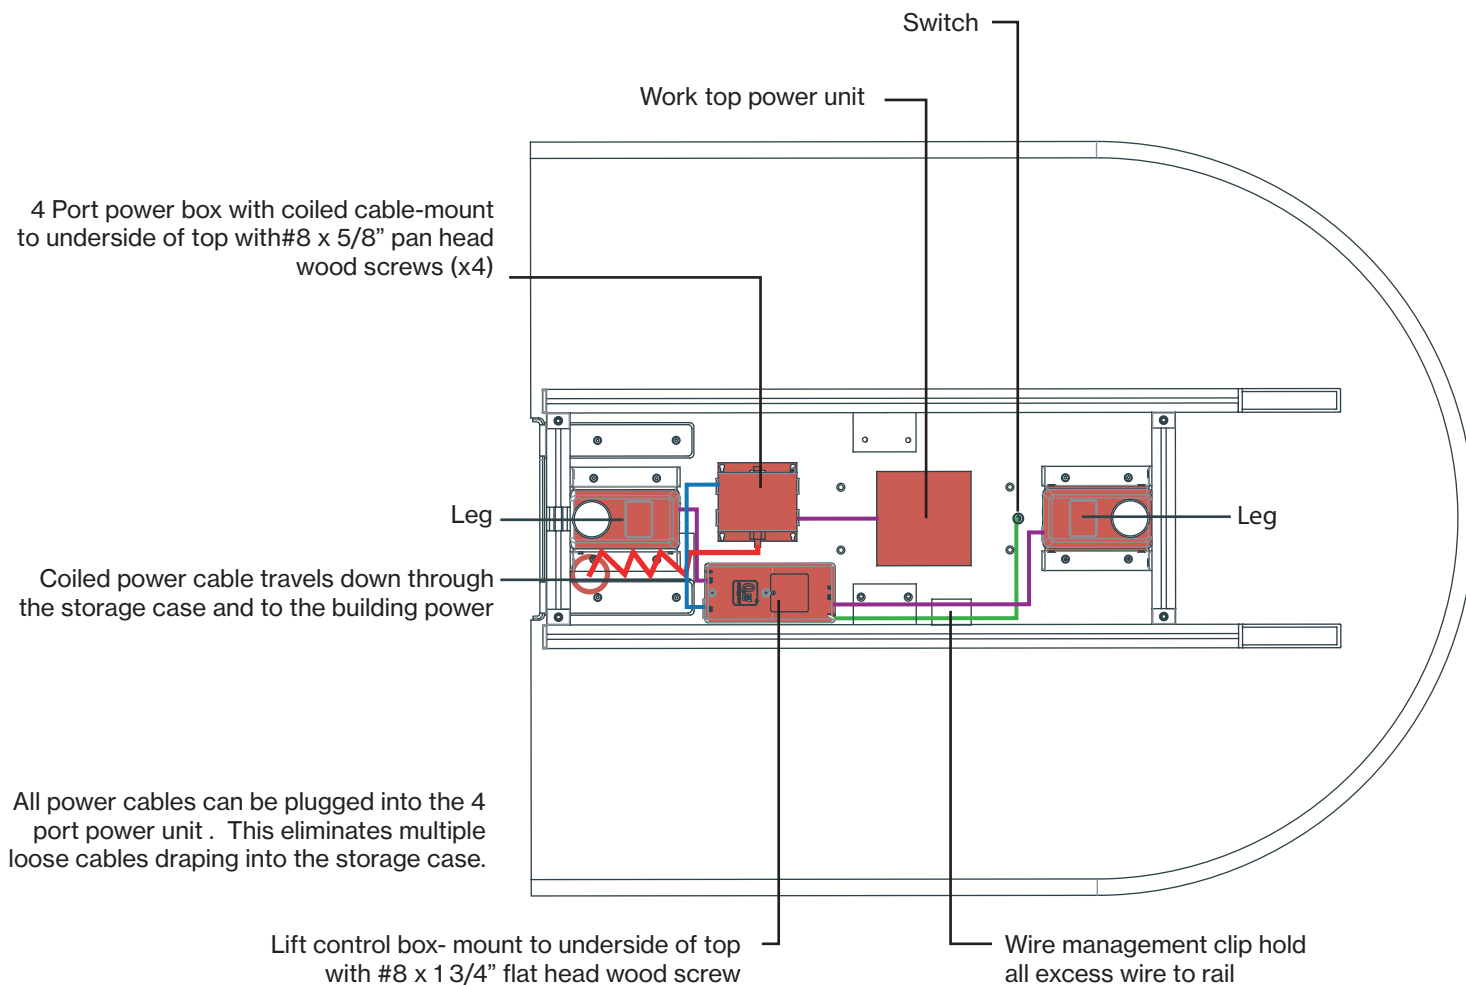 Switch
Work top power unit
4 Port power box with coiled cable-mount
to underside of top with#8 x 5/8” pan head
wood screws (x4)
Leg
Leg
Coiled power cable travels down through
the storage case and to the building power
All power cables can be plugged into the 4
port power unit . This eliminates multiple
loose cables draping into the storage case.
Lift control box- mount to underside of top
with #8 x 1 3/4” flat head wood screw
Wire management clip hold
all excess wire to rail